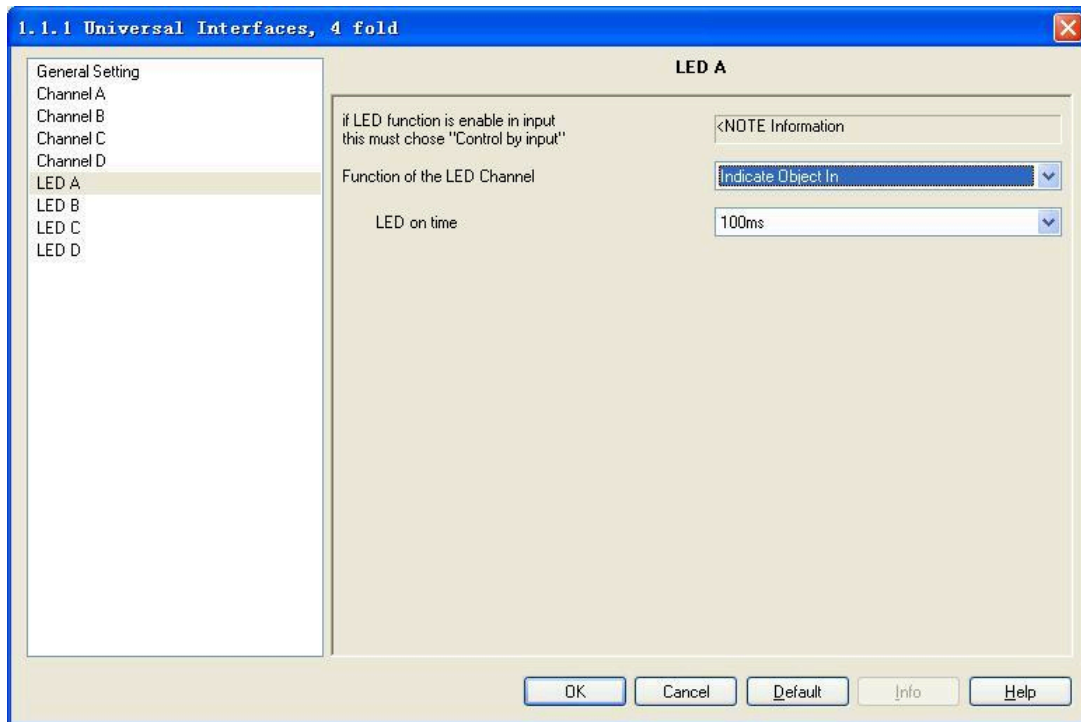 1.1.1 Universal Interfaces, 4 fold
General Setting
Channel A
Channel B
Channel C
Channel D
LED A
LED B
LED C
LED D
LED A
if LED function is enable in input
this must chose "Control by input"
<NOTE Information
Function of the LED Channel
Indicate Object In
LED on time
100ms
OK
Cancel
Default
Info
Help